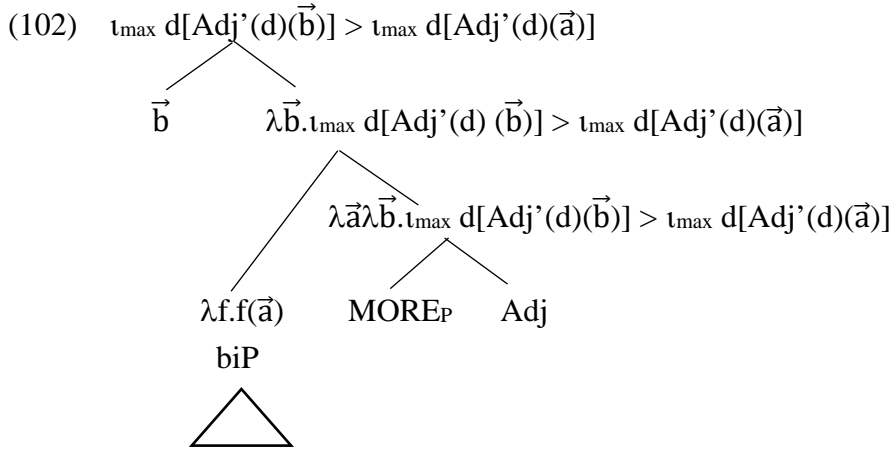 (102) ιmax d[Adj’(d)(b⃗)] > ιmax d[Adj’(d)(a⃗)]
b⃗ λb⃗.ιmax d[Adj’(d) (b⃗)] > ιmax d[Adj’(d)(a⃗)]
λa⃗λb⃗.ιmax d[Adj’(d)(b⃗)] > ιmax d[Adj’(d)(a⃗)]
λf.f(a⃗) MOREP Adj
biP